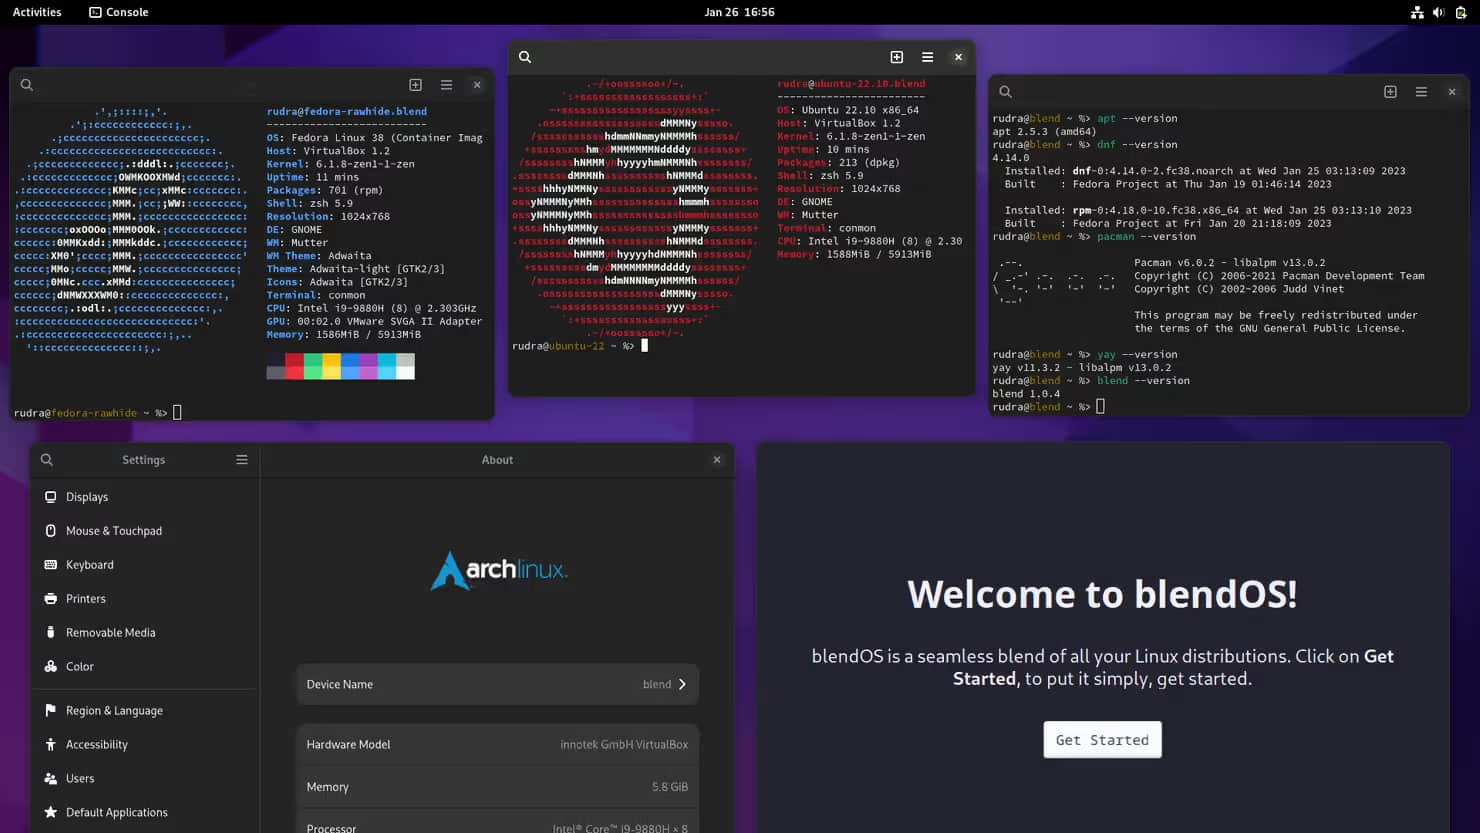 Activities Console Jan 26 16:56
rudra@fedora-rawhide.blend
OS: Fedora Linux 38 (Container Imag
Host: VirtualBox 1.2
Kernel: 6.1.8-zen1-1-zen
Uptime: 11 mins
Packages: 701 (rpm)
Shell: zsh 5.9
Resolution: 1024x768
DE: GNOME
WM: Mutter
WM Theme: Adwaita
Theme: Adwaita-light [GTK2/3]
Icons: Adwaita [GTK2/3]
Terminal: conmon
CPU: Intel i9-9880H (8) @ 2.303GHz
GPU: 00:02.0 VMware SVGA II Adapter
Memory: 1586MiB / 5913MiB
rudra@fedora-rawhide ~ %>
rudra@ubuntu-22.10.blend
OS: Ubuntu 22.10 x86_64
Host: VirtualBox 1.2
Kernel: 6.1.8-zen1-1-zen
Uptime: 10 mins
Packages: 213 (dpkg)
Shell: zsh 5.9
Resolution: 1024x768
DE: GNOME
WM: Mutter
Terminal: conmon
CPU: Intel i9-9880H (8) @ 2.30
Memory: 1588MiB / 5913MiB
rudra@ubuntu-22 ~ %>
rudra@blend ~ %> apt --version
apt 2.5.3 (amd64)
rudra@blend ~ %> dnf --version
4.14.0
Installed: dnf-0:4.14.0-2.fc38.noarch at Wed Jan 25 03:13:09 2023
Built : Fedora Project at Thu Jan 19 01:46:14 2023
Installed: rpm-0:4.18.0-10.fc38.x86_64 at Wed Jan 25 03:13:10 2023
Built : Fedora Project at Fri Jan 20 21:18:09 2023
rudra@blend ~ %> pacman --version
Pacman v6.0.2 - libalpm v13.0.2
Copyright (C) 2006-2021 Pacman Development Team
Copyright (C) 2002-2006 Judd Vinet
This program may be freely redistributed under
the terms of the GNU General Public License.
rudra@blend ~ %> yay --version
yay v11.3.2 - libalpm v13.0.2
rudra@blend ~ %> blend --version
blend 1.0.4
rudra@blend ~ %>
Settings
Displays
Mouse & Touchpad
Keyboard
Printers
Removable Media
Color
Region & Language
Accessibility
Users
Default Applications
About
archlinux
Device Name blend
Hardware Model innotek GmbH VirtualBox
Memory 5.8 GiB
Processor Intel® Core™ i9-9880H × 8
Welcome to blendOS!
blendOS is a seamless blend of all your Linux distributions. Click on Get
Started, to put it simply, get started.
Get Started